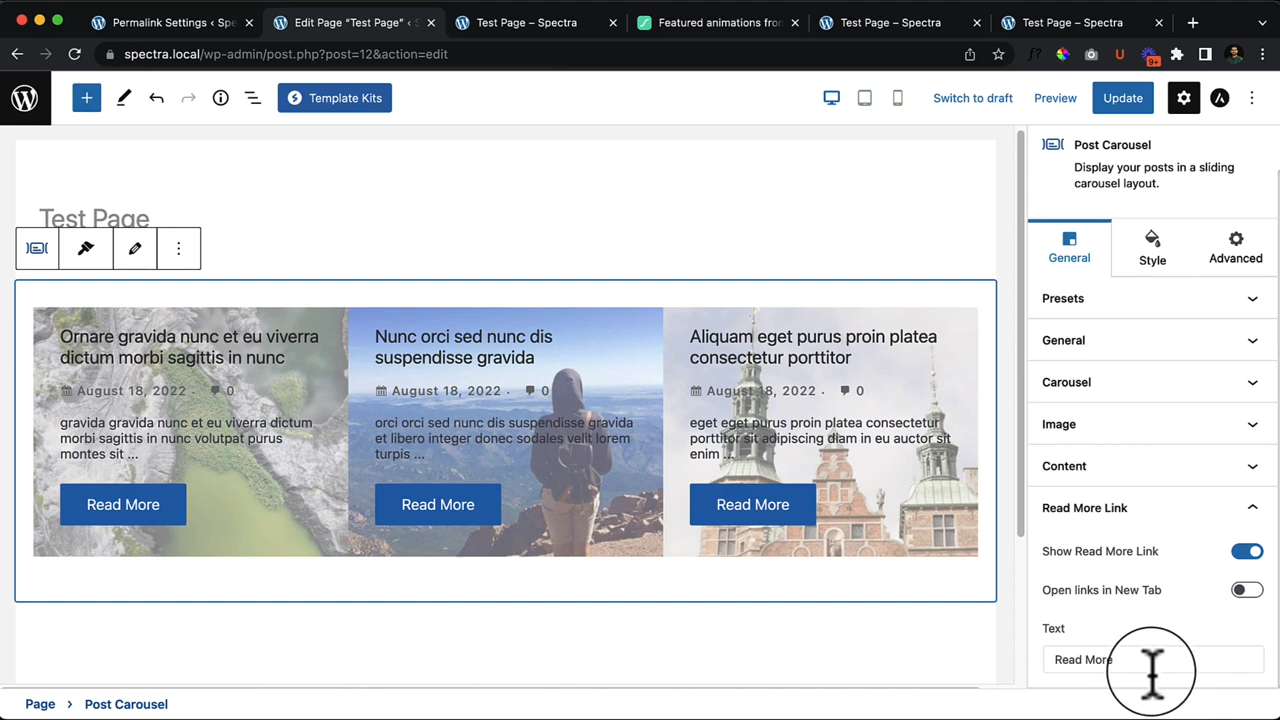 Permalink Settings ‹ Spe
Edit Page “Test Page” ‹ S
Test Page – Spectra
Featured animations from
Test Page – Spectra
Test Page – Spectra
spectra.local/wp-admin/post.php?post=12&action=edit
9+
Template Kits
Switch to draft
Preview
Update
Post Carousel
Display your posts in a sliding
carousel layout.
Test Page
General
Style
Advanced
Presets
General
Carousel
Image
Content
Read More Link
Show Read More Link
Open links in New Tab
Text
Read More
Ornare gravida nunc et eu viverra
dictum morbi sagittis in nunc
August 18, 2022 · 0
gravida gravida nunc et eu viverra dictum
morbi sagittis in nunc volutpat purus
montes sit ...
Read More
Nunc orci sed nunc dis
suspendisse gravida
August 18, 2022 · 0
orci orci sed nunc dis suspendisse gravida
et libero integer donec sodales velit lorem
turpis ...
Read More
Aliquam eget purus proin platea
consectetur porttitor
August 18, 2022 · 0
eget eget purus proin platea consectetur
porttitor sit adipiscing diam in eu auctor sit
enim ...
Read More
Page › Post Carousel